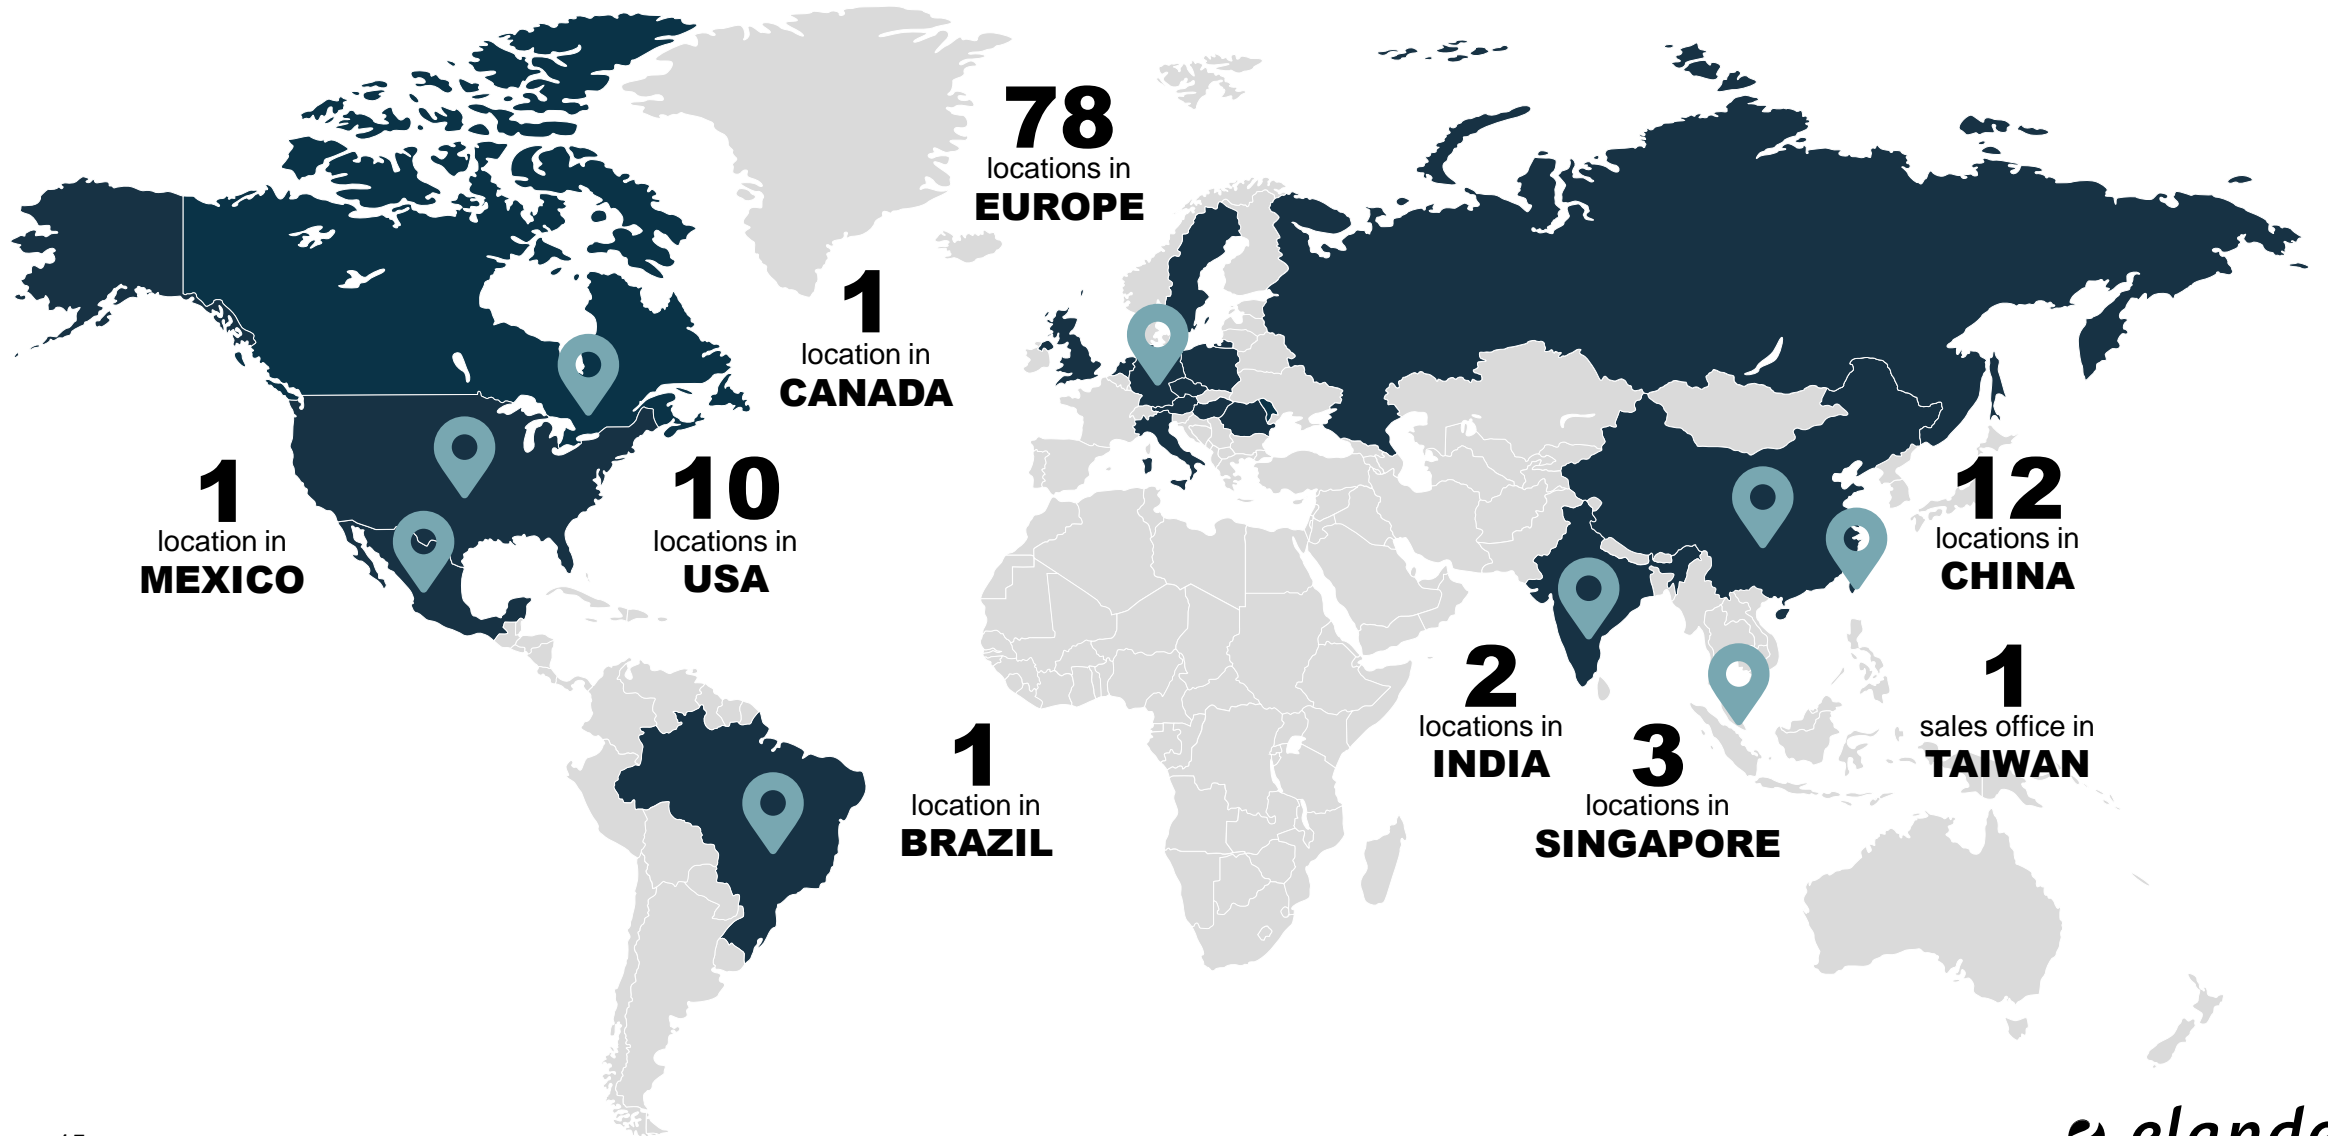 78
locations in
EUROPE
1
location in
CANADA
1
location in
MEXICO
10
locations in
USA
12
locations in
CHINA
2
locations in
INDIA
1
sales office in
TAIWAN
3
locations in
SINGAPORE
1
location in
BRAZIL